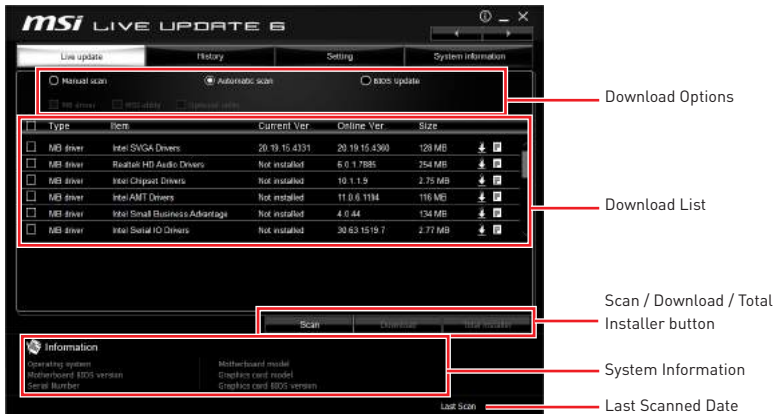 msi LIVE UPDATE 6
Live update History Setting System information
Manual scan Automatic scan BIOS update
MB driver MSI utility Optional utility
Download Options
Type Item Current Ver. Online Ver. Size
MB driver Intel SVGA Drivers 20.19.15.4331 20.19.15.4360 128 MB
MB driver Realtek HD Audio Drivers Not installed 6.0.1.7885 254 MB
MB driver Intel Chipset Drivers Not installed 10.1.1.9 2.75 MB
MB driver Intel AMT Drivers Not installed 11.0.6.1194 116 MB
MB driver Intel Small Business Advantage Not installed 4.0.44 134 MB
MB driver Intel Serial IO Drivers Not installed 30.63.1519.7 2.77 MB
Download List
Scan Download Total Installer
Scan / Download / Total
Installer button
Information
Operating system Motherboard model
Motherboard BIOS version Graphics card model
Serial Number Graphics card BIOS version
System Information
Last Scan
Last Scanned Date